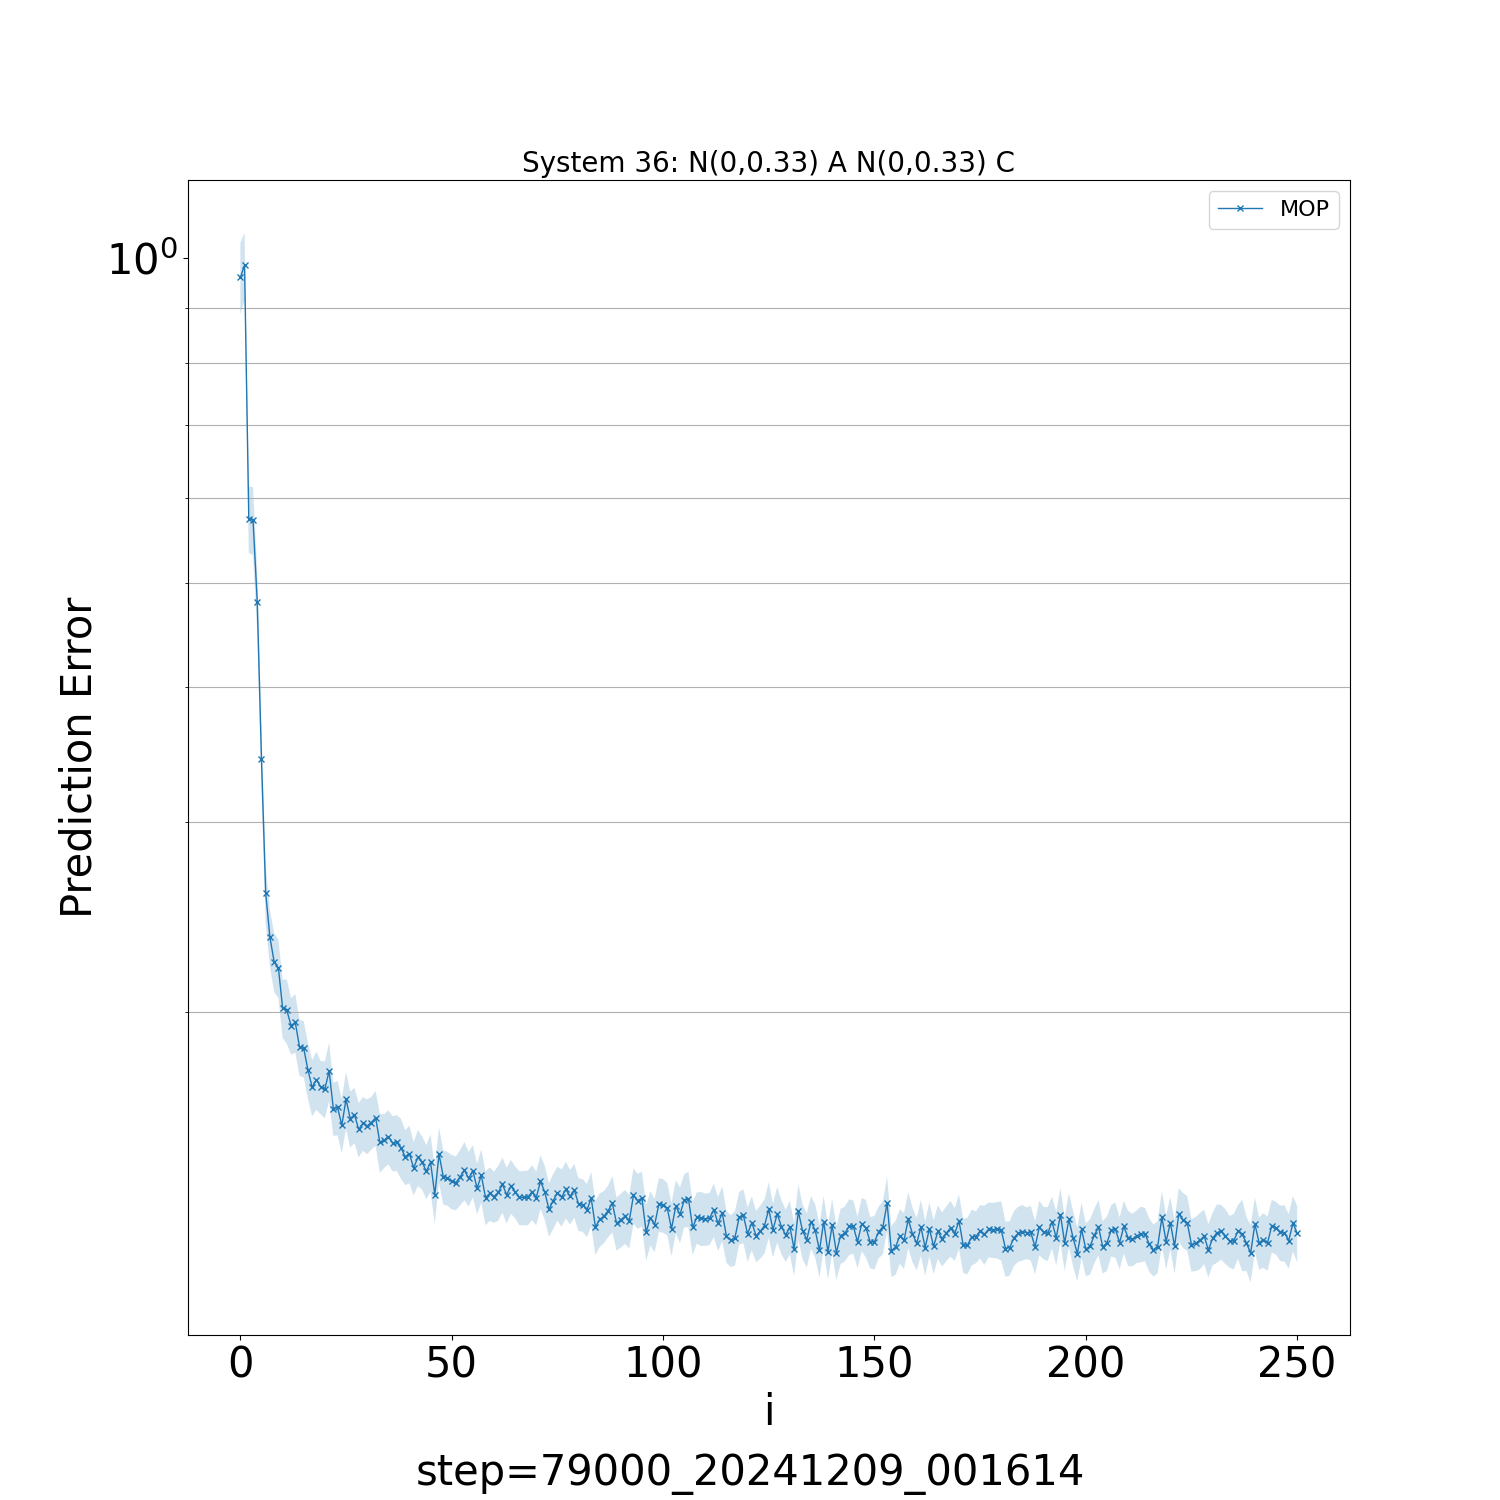 System 36: N(0,0.33) A N(0,0.33) C
MOP
10⁰
Prediction Error
0 50 100 150 200 250
i
step=79000_20241209_001614